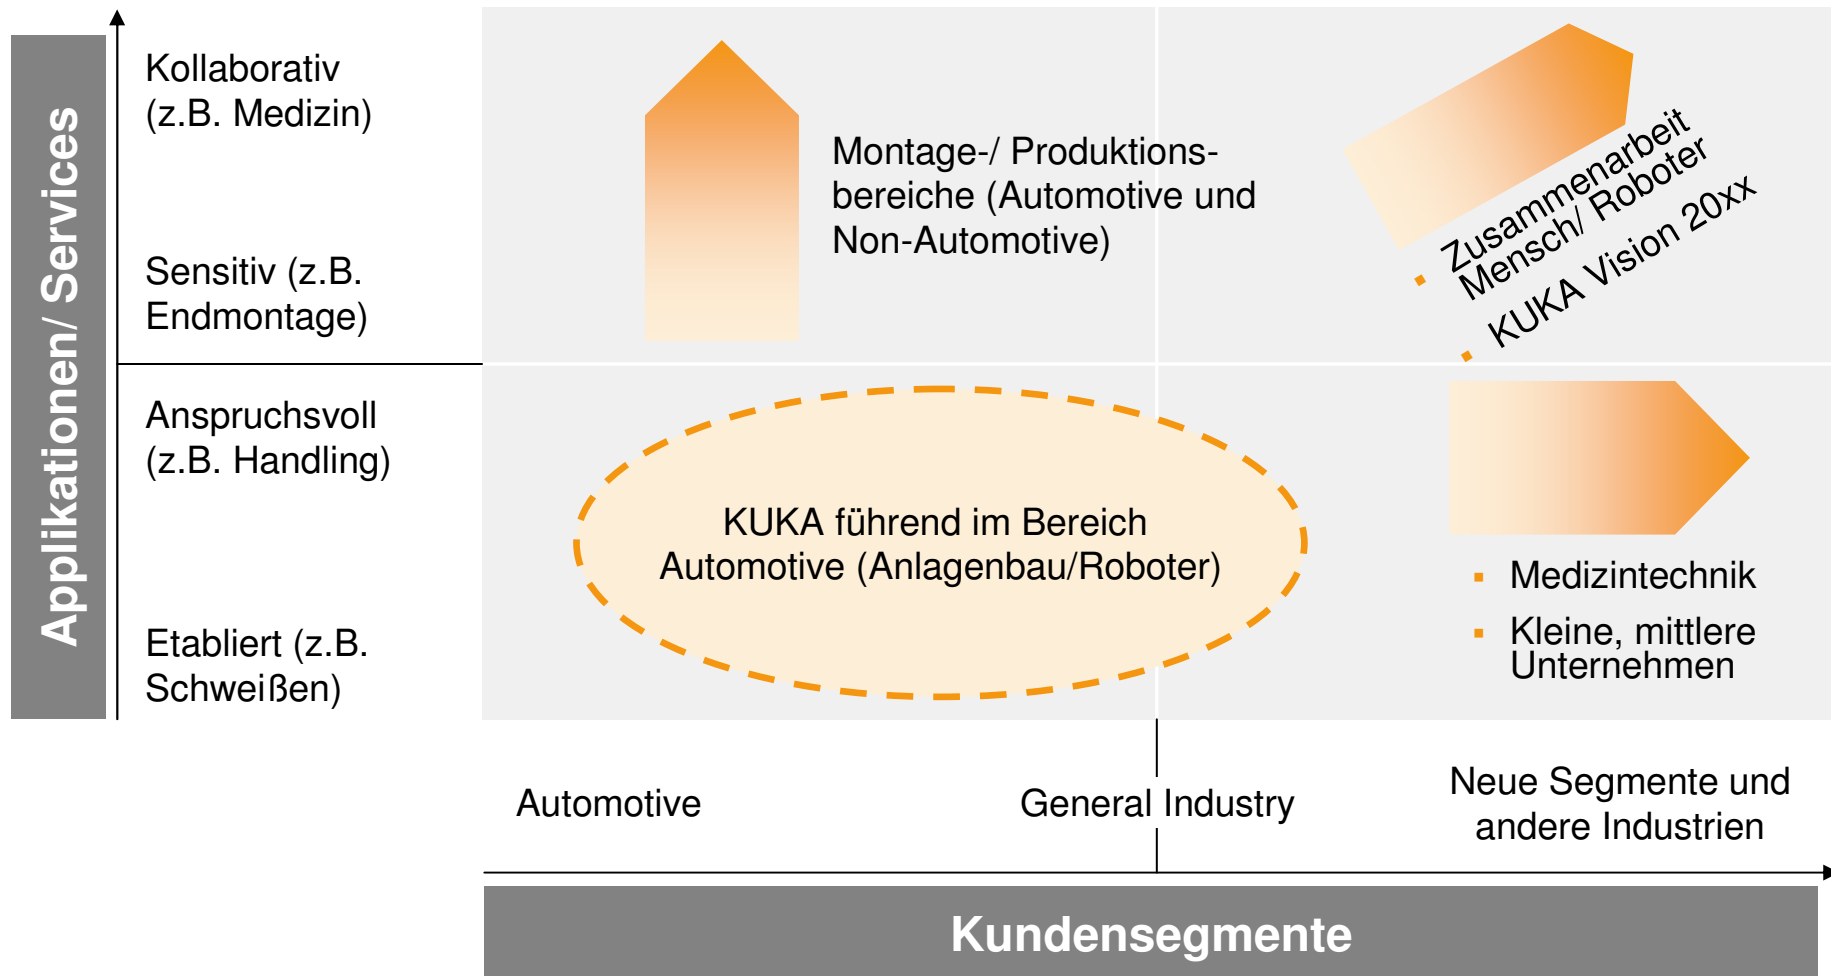 Applikationen/ Services
Kollaborativ
(z.B. Medizin)
Sensitiv (z.B.
Endmontage)
Anspruchsvoll
(z.B. Handling)
Etabliert (z.B.
Schweißen)
Montage-/ Produktions-
bereiche (Automotive und
Non-Automotive)
▪ Zusammenarbeit
Mensch/ Roboter
▪ KUKA Vision 20xx
KUKA führend im Bereich
Automotive (Anlagenbau/Roboter)
▪ Medizintechnik
▪ Kleine, mittlere
Unternehmen
Automotive
General Industry
Neue Segmente und
andere Industrien
Kundensegmente